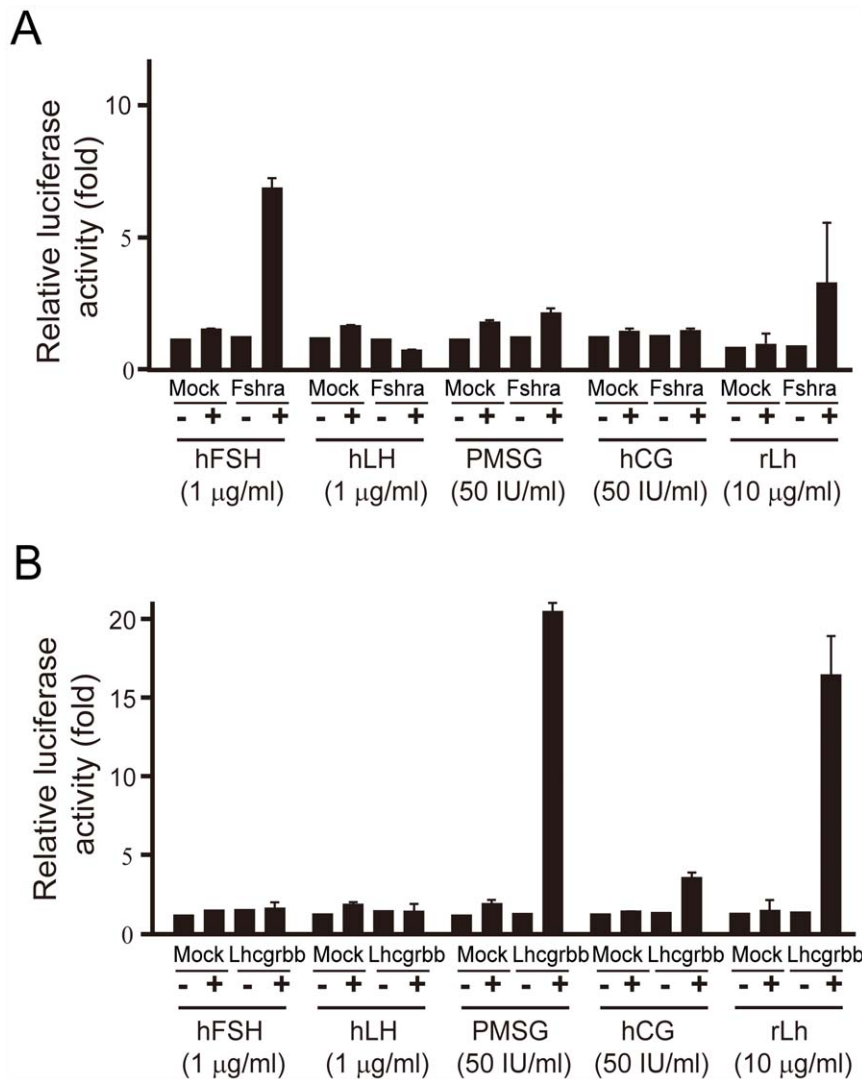 A
Relative luciferase
activity (fold)
10
5
0
Mock Fshra Mock Fshra Mock Fshra Mock Fshra Mock Fshra
- + - + - + - + - + - + - + - + - + - +
hFSH hLH PMSG hCG rLh
(1 μg/ml) (1 μg/ml) (50 IU/ml) (50 IU/ml) (10 μg/ml)
B
Relative luciferase
activity (fold)
20
15
10
5
0
Mock Lhcgrbb Mock Lhcgrbb Mock Lhcgrbb Mock Lhcgrbb Mock Lhcgrbb
- + - + - + - + - + - + - + - + - + - +
hFSH hLH PMSG hCG rLh
(1 μg/ml) (1 μg/ml) (50 IU/ml) (50 IU/ml) (10 μg/ml)